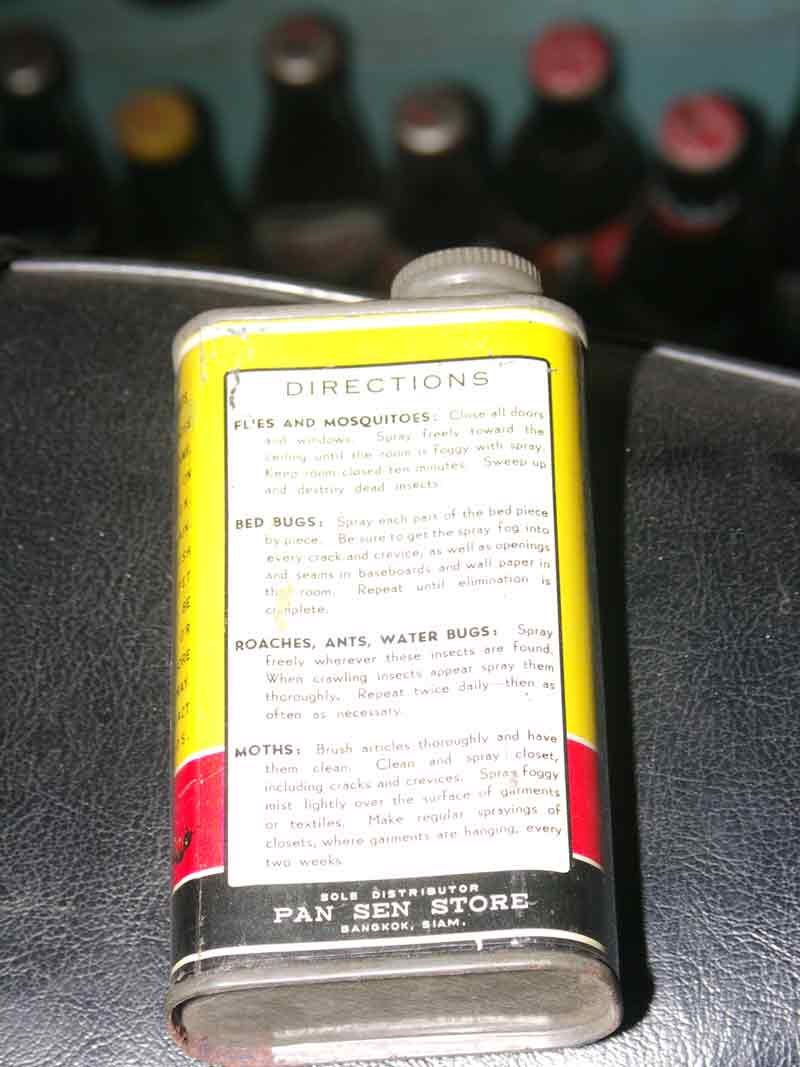 DIRECTIONS
FLIES AND MOSQUITOES: Close all doors
and windows. Spray freely toward the
ceiling until the room is foggy with spray.
Keep room closed ten minutes. Sweep up
and destroy dead insects.
BED BUGS: Spray each part of the bed piece
by piece. Be sure to get the spray fog into
every crack and crevice, as well as openings
and seams in baseboards and wall paper in
the room. Repeat until elimination is
complete.
ROACHES, ANTS, WATER BUGS: Spray
freely wherever these insects are found.
When crawling insects appear spray them
thoroughly. Repeat twice daily—then as
often as necessary.
MOTHS: Brush articles thoroughly and have
them clean. Clean and spray closet,
including cracks and crevices. Spray foggy
mist lightly over the surface of garments
or textiles. Make regular sprayings of
closets, where garments are hanging, every
two weeks.
SOLE DISTRIBUTOR
PAN SEN STORE
BANGKOK, SIAM.